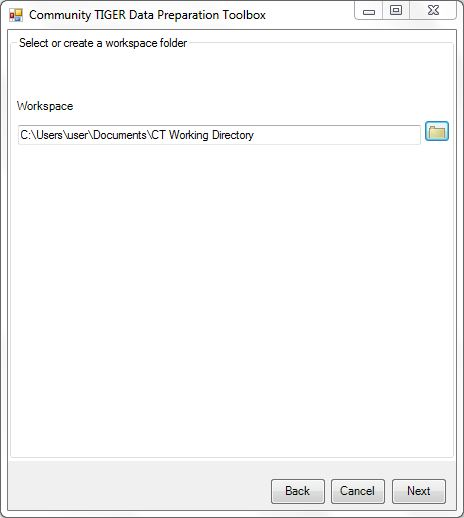 Community TIGER Data Preparation Toolbox
Select or create a workspace folder
Workspace
C:\Users\user\Documents\CT Working Directory
Back Cancel Next